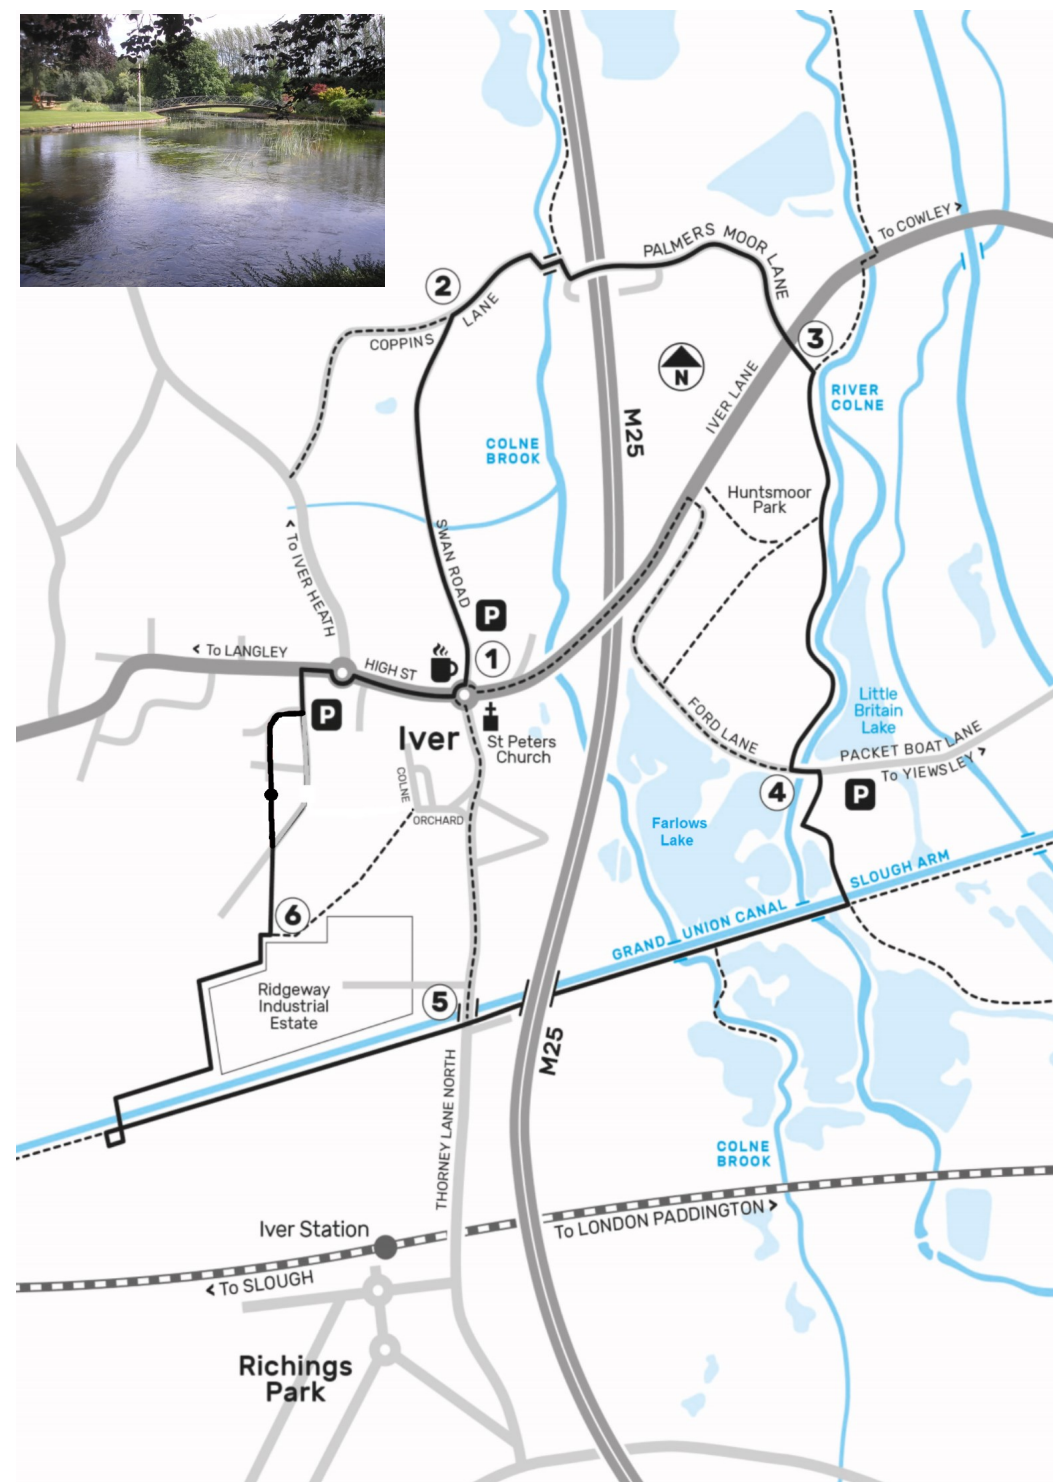 To COWLEY >
PALMERS MOOR LANE
2
LANE
COPPINS
3
N
IVER LANE
RIVER
COLNE
M25
COLNE
BROOK
Huntsmoor
Park
< To IVER HEATH
SWAN ROAD
P
< To LANGLEY
HIGH ST
1
P
Iver
St Peters
Church
Little
Britain
Lake
FORD LANE
PACKET BOAT LANE
To YIEWSLEY >
COLNE
ORCHARD
4
P
Farlows
Lake
SLOUGH ARM
6
GRAND UNION CANAL
Ridgeway
Industrial
Estate
5
M25
THORNEY LANE NORTH
COLNE
BROOK
Iver Station
To LONDON PADDINGTON >
< To SLOUGH
Richings
Park